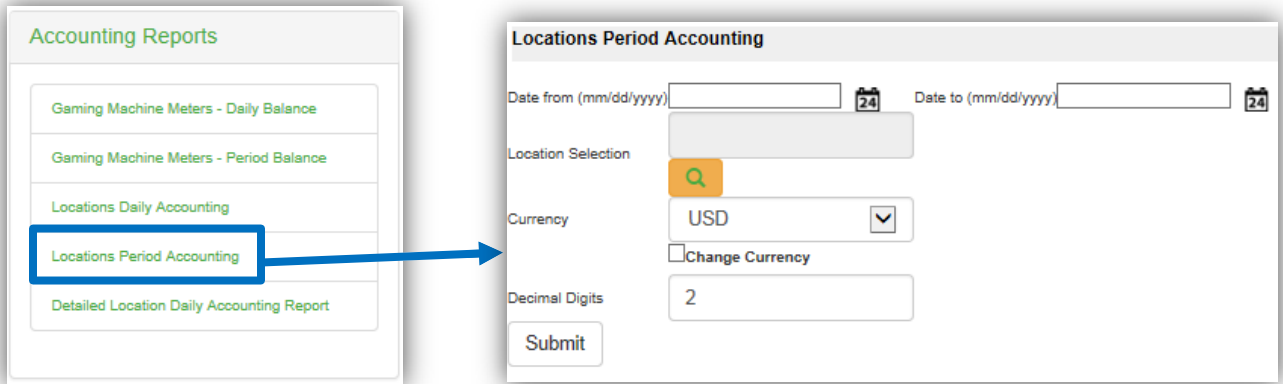 Accounting Reports
Gaming Machine Meters - Daily Balance
Gaming Machine Meters - Period Balance
Locations Daily Accounting
Locations Period Accounting
Detailed Location Daily Accounting Report
Locations Period Accounting
Date from (mm/dd/yyyy) 24 Date to (mm/dd/yyyy) 24
Location Selection
Currency USD
Change Currency
Decimal Digits 2
Submit